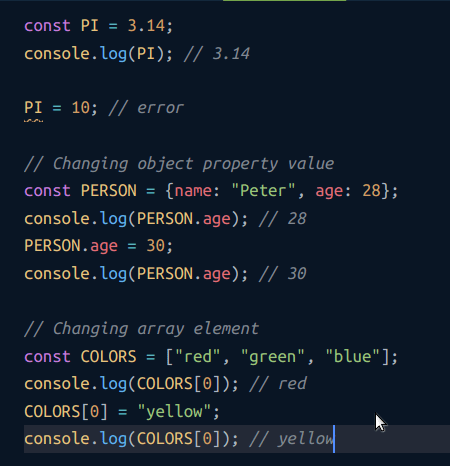 const PI = 3.14;
console.log(PI); // 3.14
PI = 10; // error
// Changing object property value
const PERSON = {name: "Peter", age: 28};
console.log(PERSON.age); // 28
PERSON.age = 30;
console.log(PERSON.age); // 30
// Changing array element
const COLORS = ["red", "green", "blue"];
console.log(COLORS[0]); // red
COLORS[0] = "yellow";
console.log(COLORS[0]); // yellow